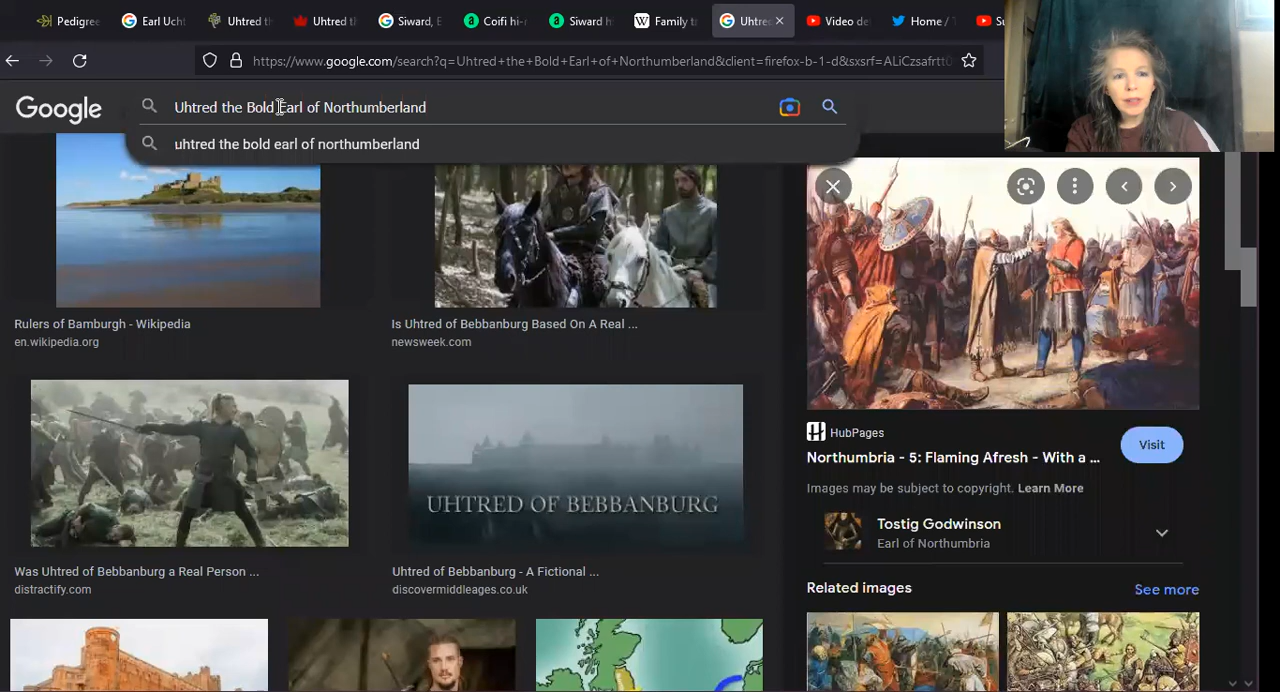 Pedigree
Earl Ucht
Uhtred th
Uhtred th
Siward, E
Coifi hi-r
Siward h
Family tr
Uhtre
Video de
Home / T
Su
https://www.google.com/search?q=Uhtred+the+Bold+Earl+of+Northumberland&client=firefox-b-1-d&sxsrf=ALiCzsafrtt0
Google
Uhtred the Bold Earl of Northumberland
uhtred the bold earl of northumberland
Rulers of Bamburgh - Wikipedia
en.wikipedia.org
Is Uhtred of Bebbanburg Based On A Real ...
newsweek.com
UHTRED OF BEBBANBURG
Was Uhtred of Bebbanburg a Real Person ...
distractify.com
Uhtred of Bebbanburg - A Fictional ...
discovermiddleages.co.uk
HubPages
Northumbria - 5: Flaming Afresh - With a ...
Visit
Images may be subject to copyright. Learn More
Tostig Godwinson
Earl of Northumbria
Related images
See more